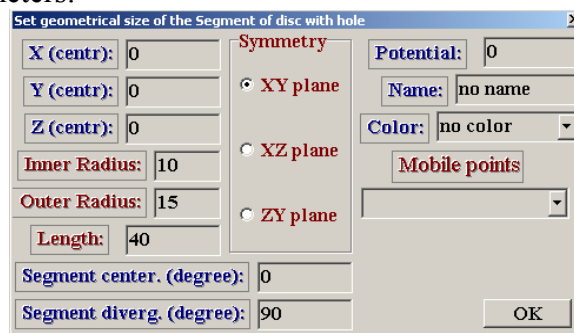 meters:
Set geometrical size of the Segment of disc with hole
X (centr): 0
Y (centr): 0
Z (centr): 0
Inner Radius: 10
Outer Radius: 15
Length: 40
Segment center. (degree): 0
Segment diverg. (degree): 90
Symmetry
XY plane
XZ plane
ZY plane
Potential: 0
Name: no name
Color: no color
Mobile points
OK